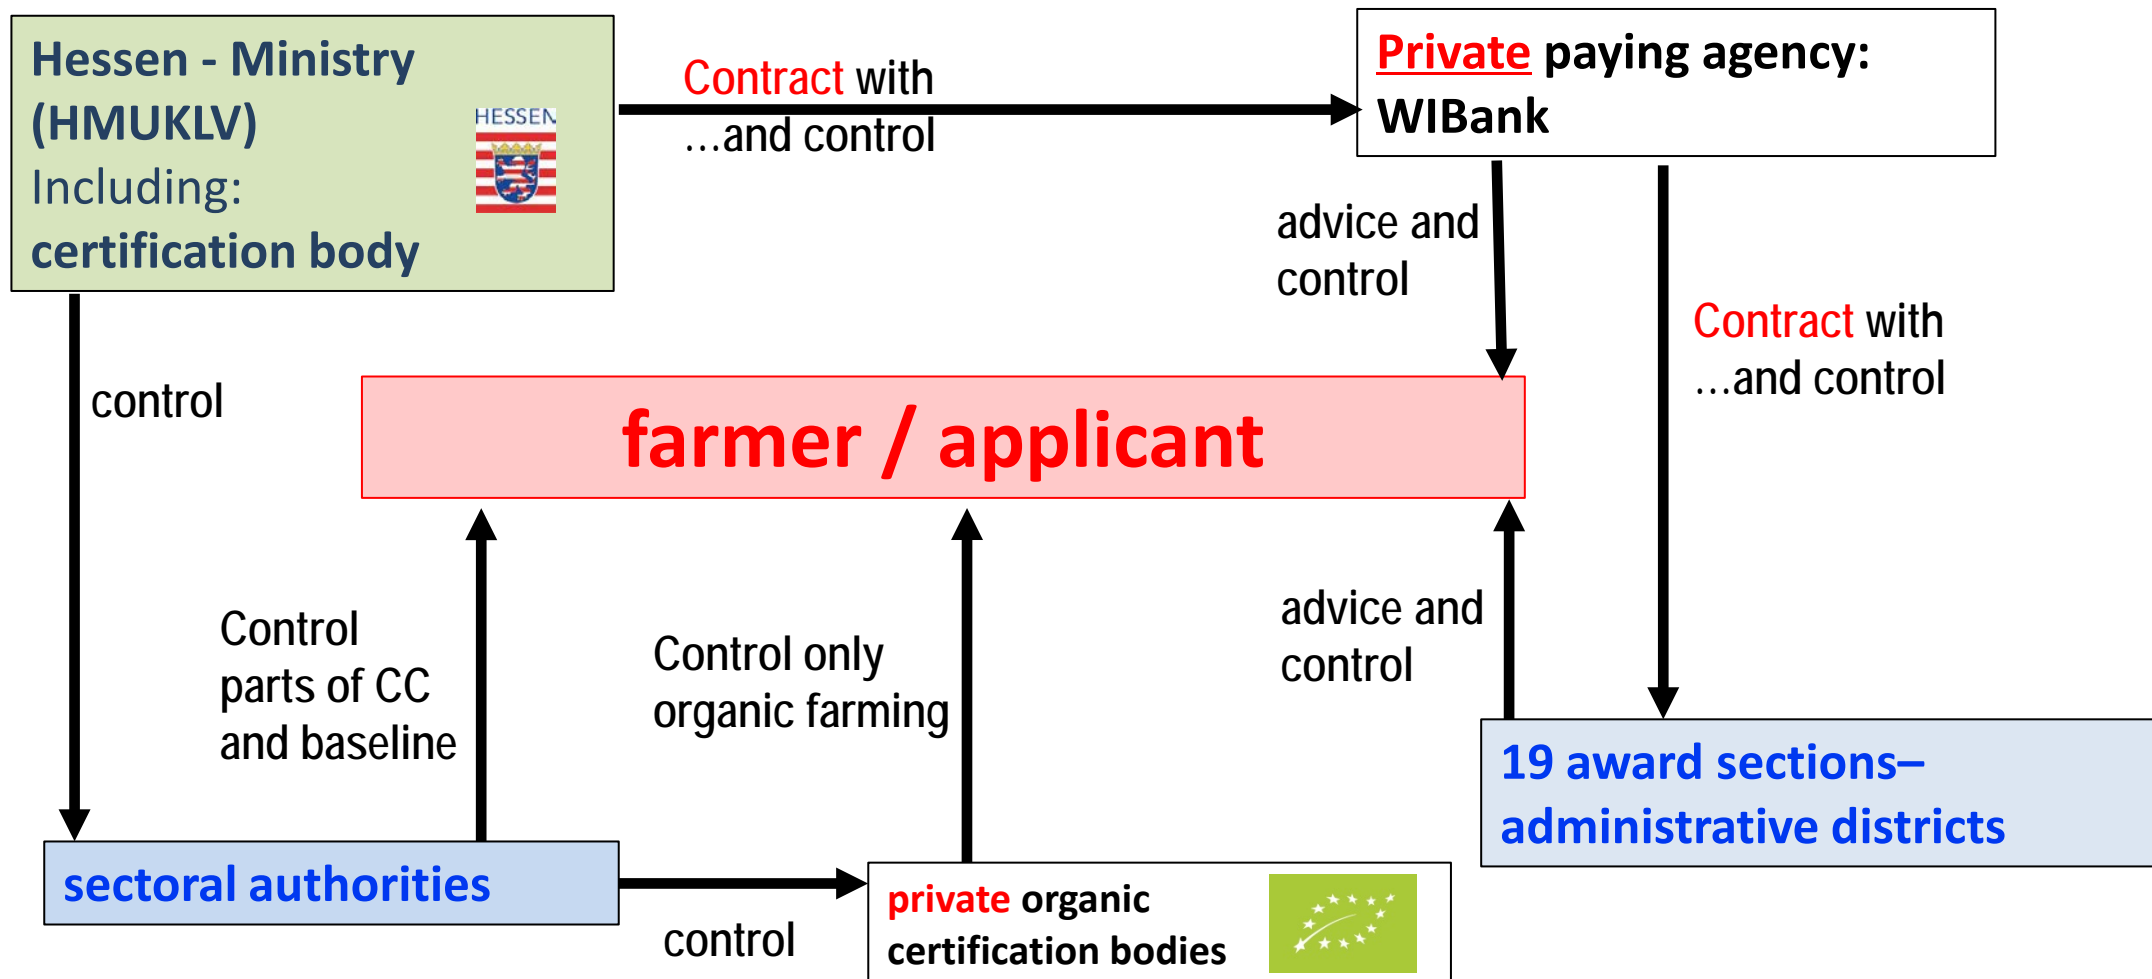 Hessen - Ministry
(HMUKLV)
Including:
certification body
HESSEN
Contract with
...and control
Private paying agency:
WIBank
advice and
control
Contract with
...and control
control
farmer / applicant
Control
parts of CC
and baseline
Control only
organic farming
advice and
control
19 award sections–
administrative districts
sectoral authorities
control
private organic
certification bodies